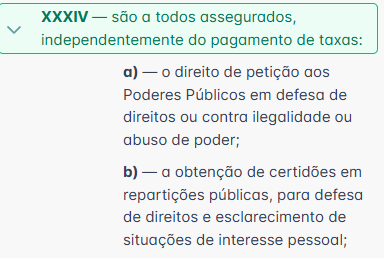 XXXIV — são a todos assegurados,
independentemente do pagamento de taxas:
a) — o direito de petição aos
Poderes Públicos em defesa de
direitos ou contra ilegalidade ou
abuso de poder;
b) — a obtenção de certidões em
repartições públicas, para defesa
de direitos e esclarecimento de
situações de interesse pessoal;